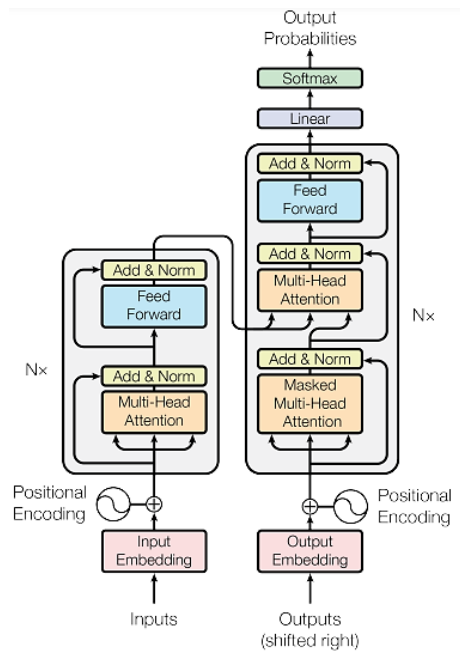 Output
Probabilities
Softmax
Linear
Add & Norm
Feed
Forward
Add & Norm
Multi-Head
Attention
Add & Norm
Masked
Multi-Head
Attention
N×
Add & Norm
Feed
Forward
Add & Norm
Multi-Head
Attention
N×
Positional
Encoding
Positional
Encoding
Input
Embedding
Output
Embedding
Inputs
Outputs
(shifted right)